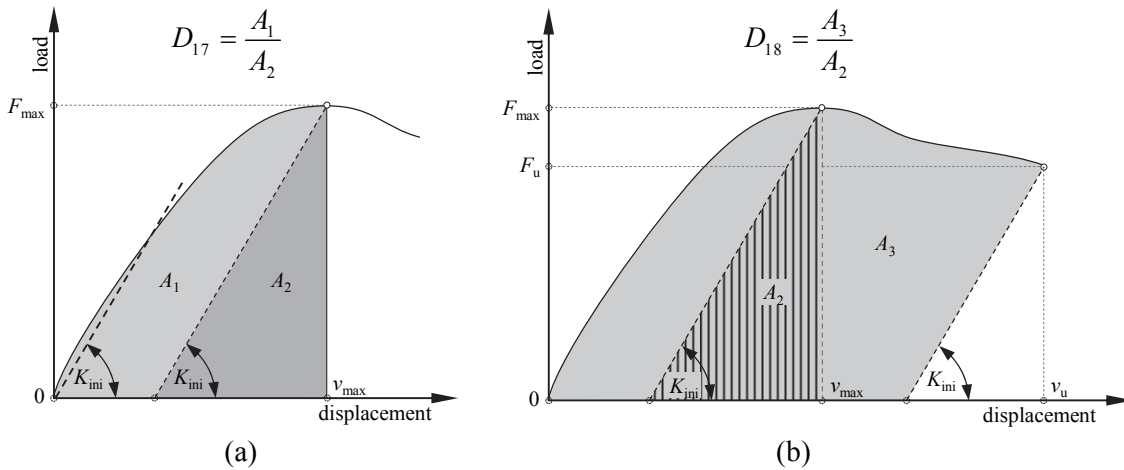 D17 = A1/A2
load
Fmax
A1
A2
Kini
Kini
0
vmax
displacement
(a)
D18 = A3/A2
load
Fmax
Fu
A3
A2
Kini
Kini
0
vmax
vu
displacement
(b)